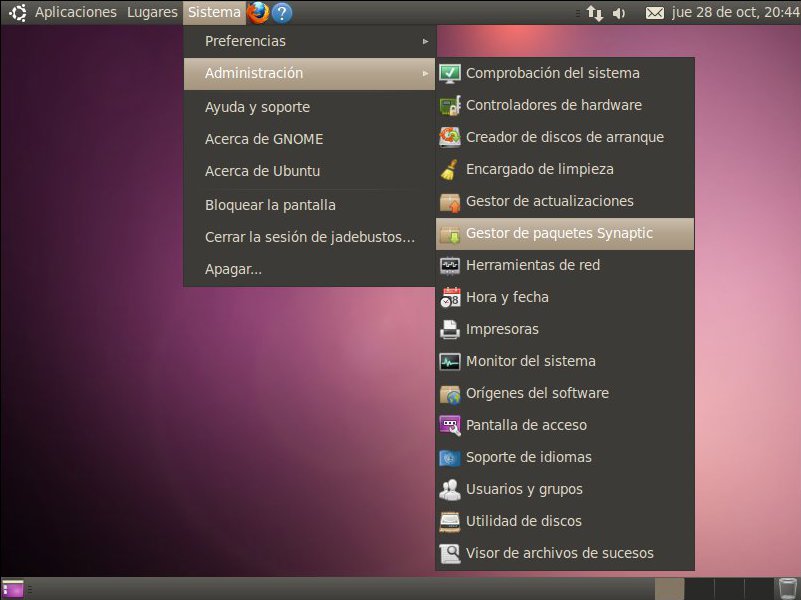 Aplicaciones Lugares Sistema jue 28 de oct, 20:44
Preferencias
Administración
Ayuda y soporte
Acerca de GNOME
Acerca de Ubuntu
Bloquear la pantalla
Cerrar la sesión de jadebustos...
Apagar...
Comprobación del sistema
Controladores de hardware
Creador de discos de arranque
Encargado de limpieza
Gestor de actualizaciones
Gestor de paquetes Synaptic
Herramientas de red
Hora y fecha
Impresoras
Monitor del sistema
Orígenes del software
Pantalla de acceso
Soporte de idiomas
Usuarios y grupos
Utilidad de discos
Visor de archivos de sucesos